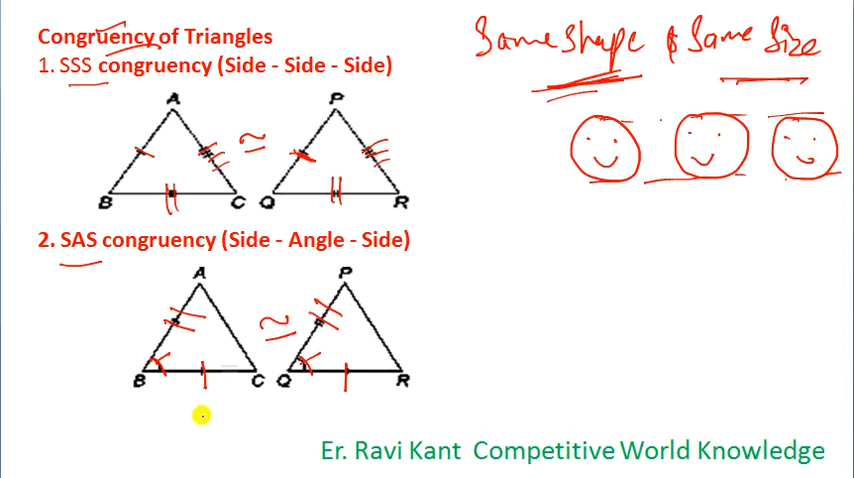 Congruency of Triangles
Same shape & Same Size
1. SSS congruency (Side - Side - Side)
A P
≅
B C Q R
2. SAS congruency (Side - Angle - Side)
A P
≅
B C Q R
Er. Ravi Kant Competitive World Knowledge